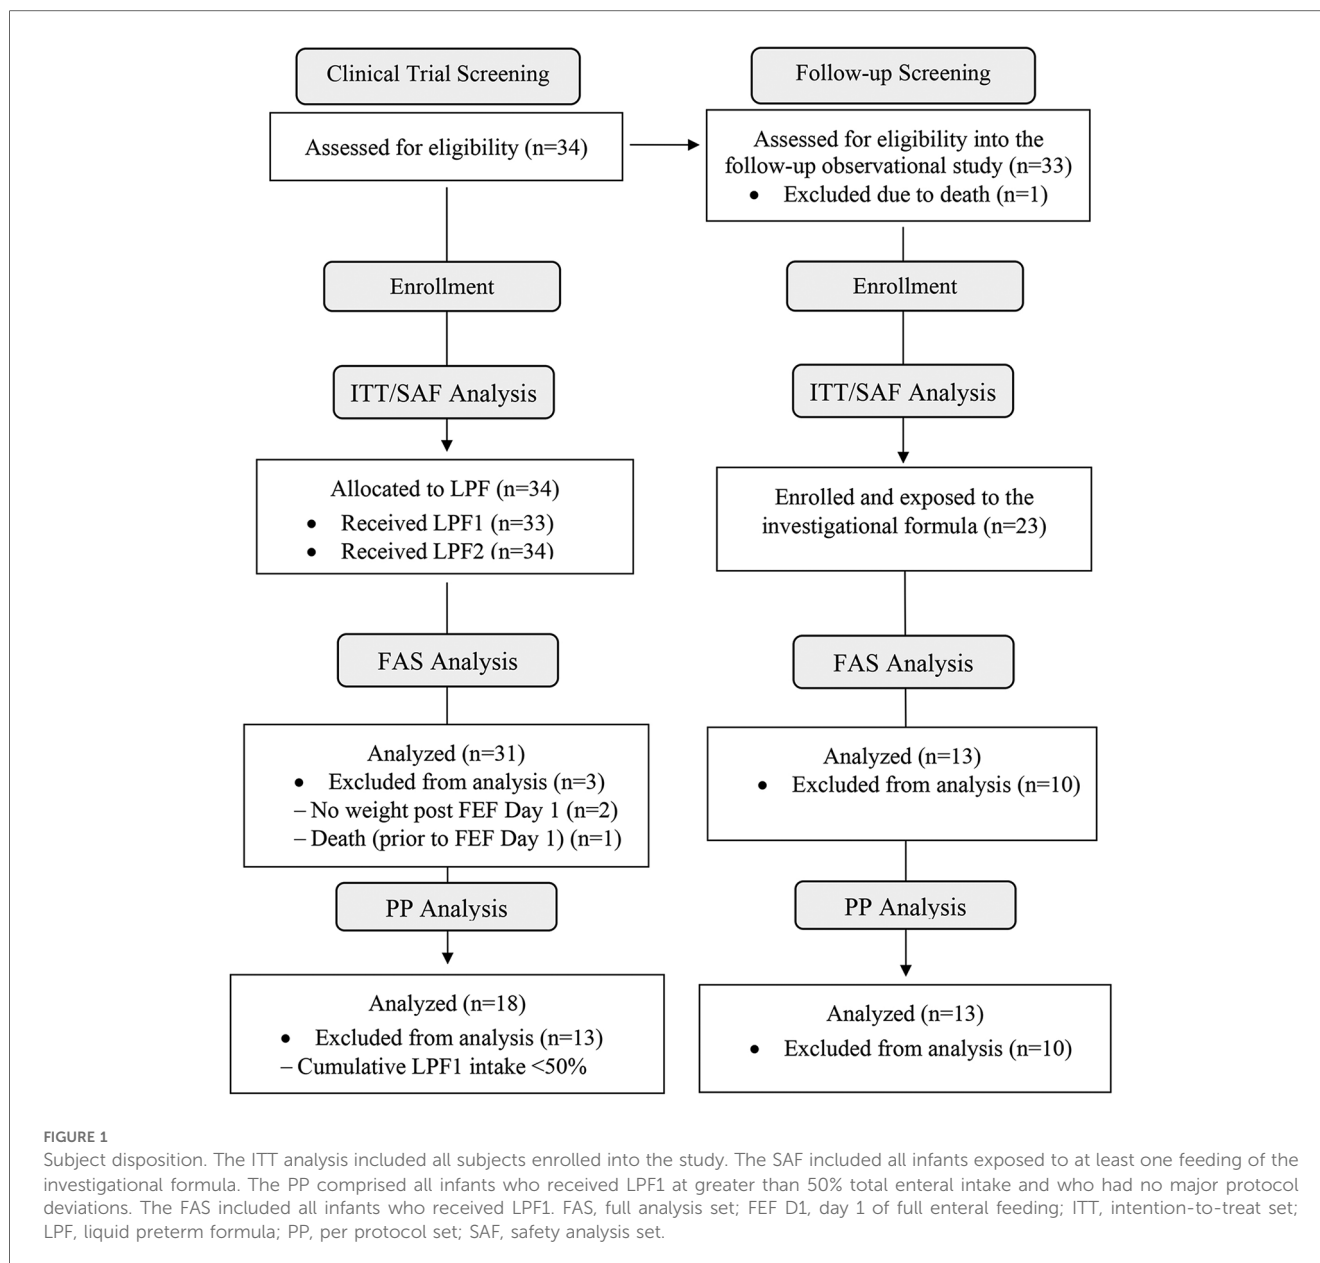 Clinical Trial Screening
Assessed for eligibility (n=34)
Enrollment
ITT/SAF Analysis
Allocated to LPF (n=34)
• Received LPF1 (n=33)
• Received LPF2 (n=34)
FAS Analysis
Analyzed (n=31)
• Excluded from analysis (n=3)
– No weight post FEF Day 1 (n=2)
– Death (prior to FEF Day 1) (n=1)
PP Analysis
Analyzed (n=18)
• Excluded from analysis (n=13)
– Cumulative LPF1 intake <50%
Follow-up Screening
Assessed for eligibility into the
follow-up observational study (n=33)
• Excluded due to death (n=1)
Enrollment
ITT/SAF Analysis
Enrolled and exposed to the
investigational formula (n=23)
FAS Analysis
Analyzed (n=13)
• Excluded from analysis (n=10)
PP Analysis
Analyzed (n=13)
• Excluded from analysis (n=10)
FIGURE 1
Subject disposition. The ITT analysis included all subjects enrolled into the study. The SAF included all infants exposed to at least one feeding of the
investigational formula. The PP comprised all infants who received LPF1 at greater than 50% total enteral intake and who had no major protocol
deviations. The FAS included all infants who received LPF1. FAS, full analysis set; FEF D1, day 1 of full enteral feeding; ITT, intention-to-treat set;
LPF, liquid preterm formula; PP, per protocol set; SAF, safety analysis set.